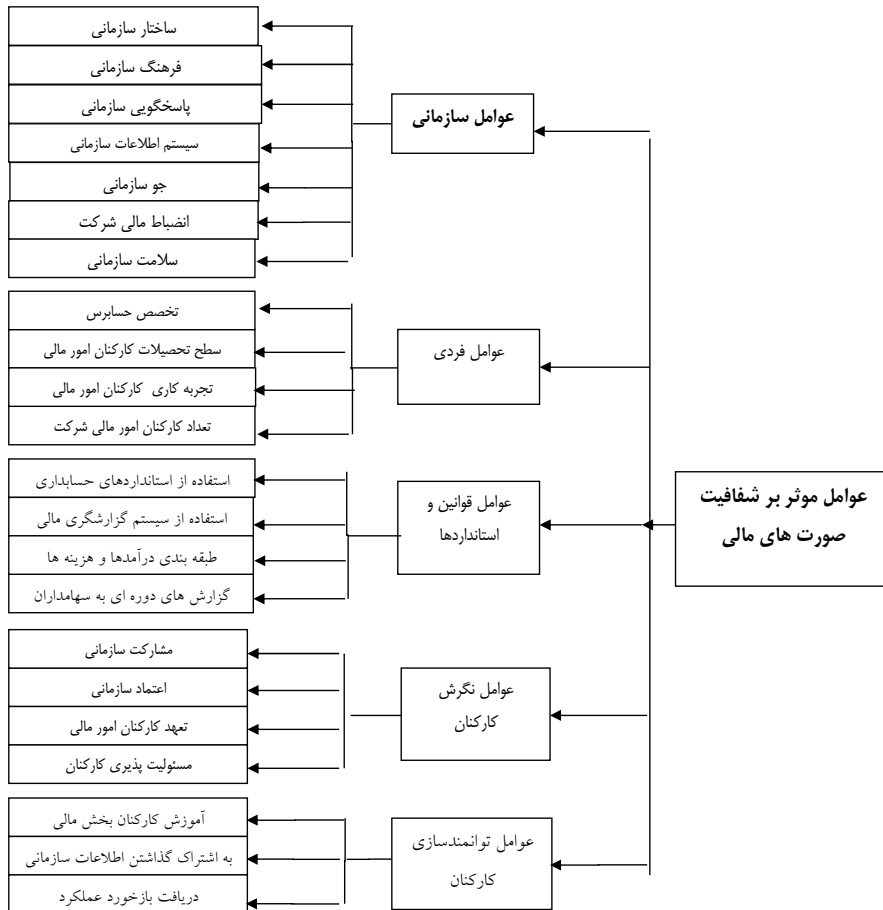 عوامل موثر بر شفافیت
صورت های مالی
عوامل سازمانی
ساختار سازمانی
فرهنگ سازمانی
پاسخگویی سازمانی
سیستم اطلاعات سازمانی
جو سازمانی
انضباط مالی شرکت
سلامت سازمانی
عوامل فردی
تخصص حسابرس
سطح تحصیلات کارکنان امور مالی
تجربه کاری کارکنان امور مالی
تعداد کارکنان امور مالی شرکت
عوامل قوانین و
استانداردها
استفاده از استانداردهای حسابداری
استفاده از سیستم گزارشگری مالی
طبقه بندی درآمدها و هزینه ها
گزارش های دوره ای به سهامداران
عوامل نگرش
کارکنان
مشارکت سازمانی
اعتماد سازمانی
تعهد کارکنان امور مالی
مسئولیت پذیری کارکنان
عوامل توانمندسازی
کارکنان
آموزش کارکنان بخش مالی
به اشتراک گذاشتن اطلاعات سازمانی
دریافت بازخورد عملکرد